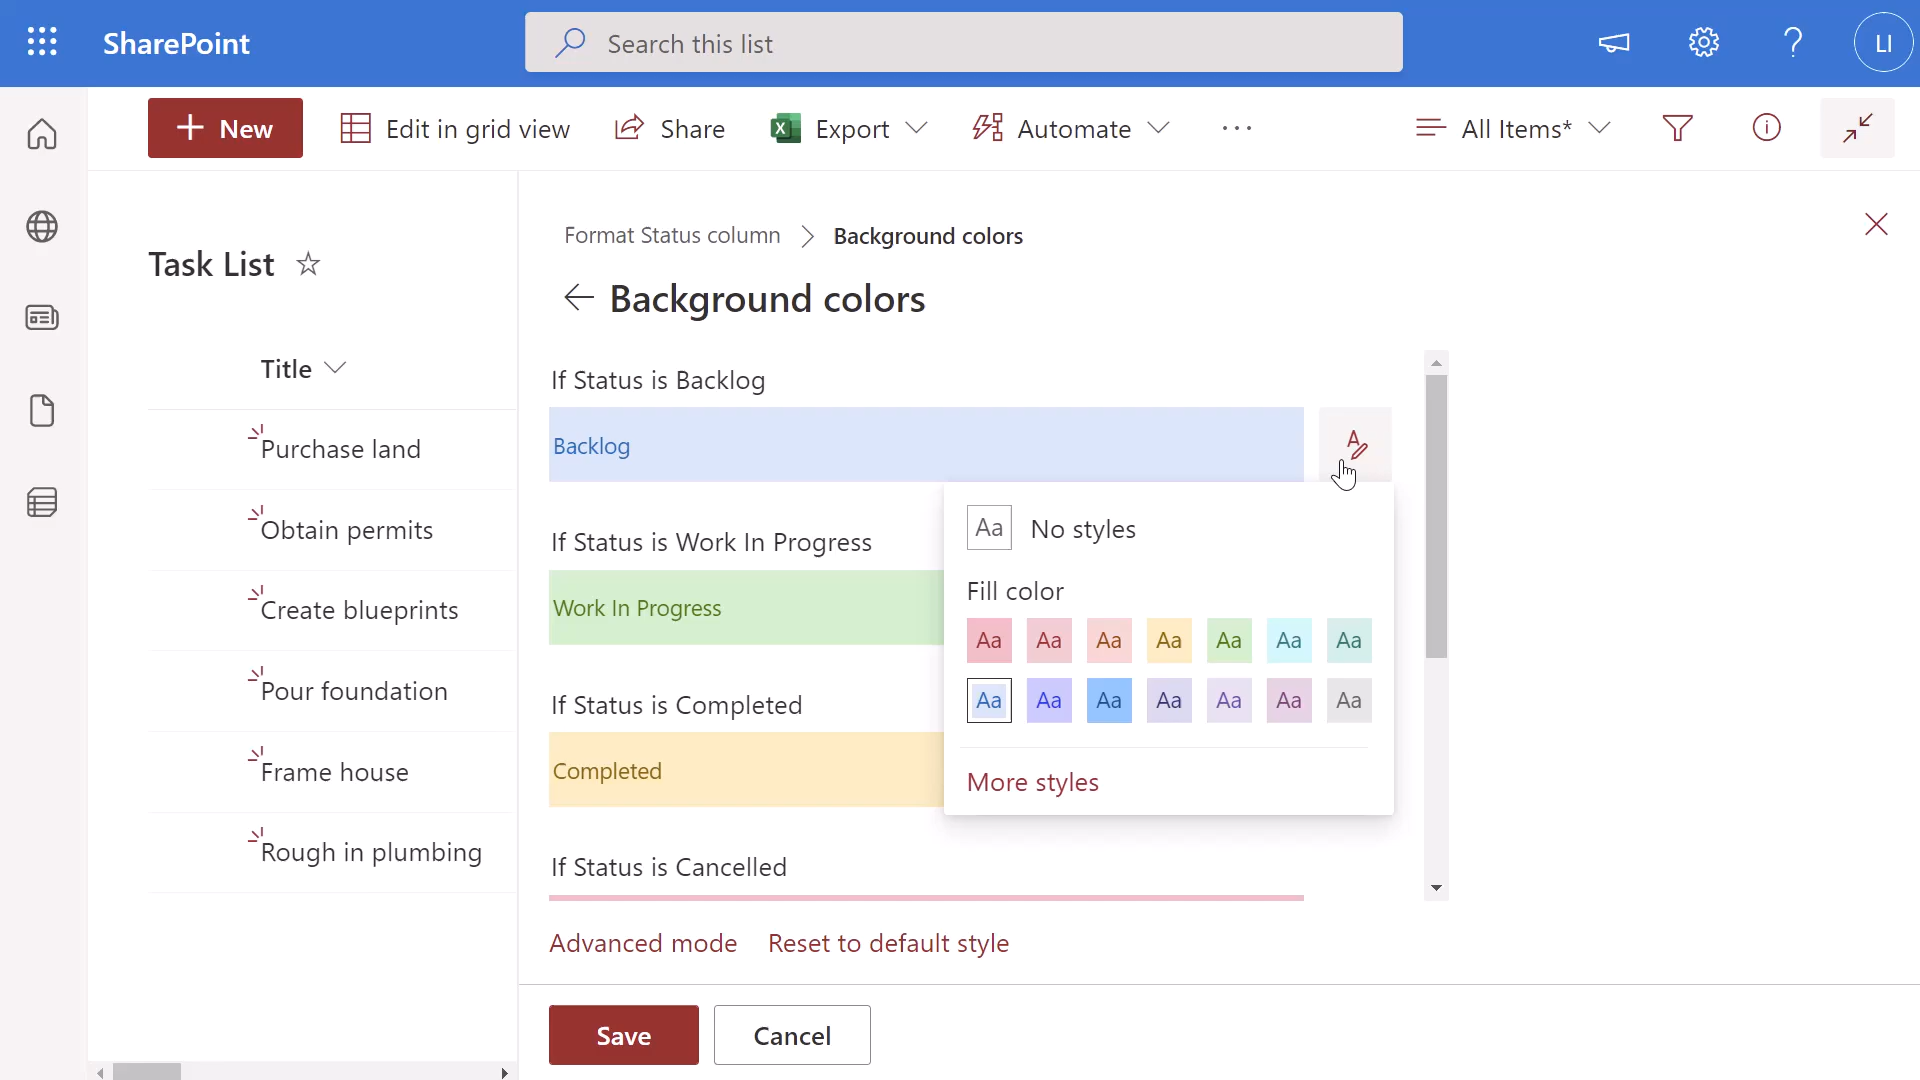 SharePoint
Search this list
LI
New
Edit in grid view
Share
Export
Automate
All Items*
Task List
Title
Purchase land
Obtain permits
Create blueprints
Pour foundation
Frame house
Rough in plumbing
Format Status column > Background colors
Background colors
If Status is Backlog
Backlog
If Status is Work In Progress
Work In Progress
If Status is Completed
Completed
If Status is Cancelled
Aa No styles
Fill color
Aa Aa Aa Aa Aa Aa Aa
Aa Aa Aa Aa Aa Aa Aa
More styles
Advanced mode Reset to default style
Save Cancel